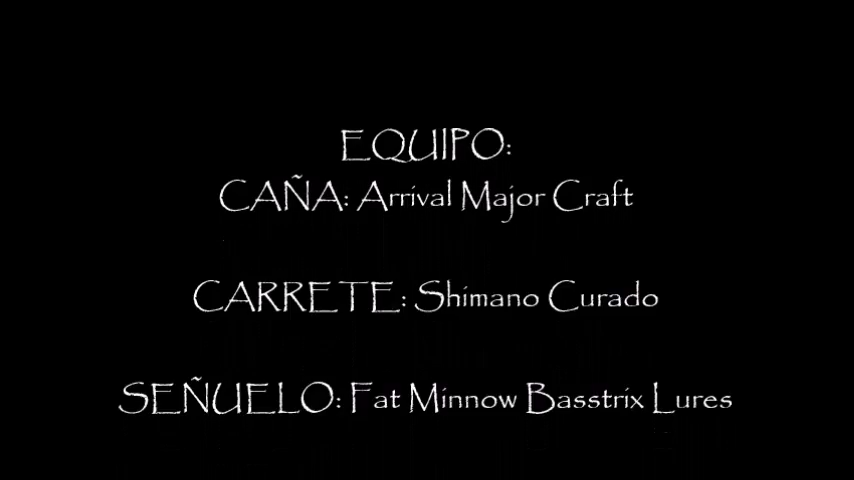 EQUIPO:
CAÑA: Arrival Major Craft
CARRETE: Shimano Curado
SEÑUELO: Fat Minnow Basstrix Lures